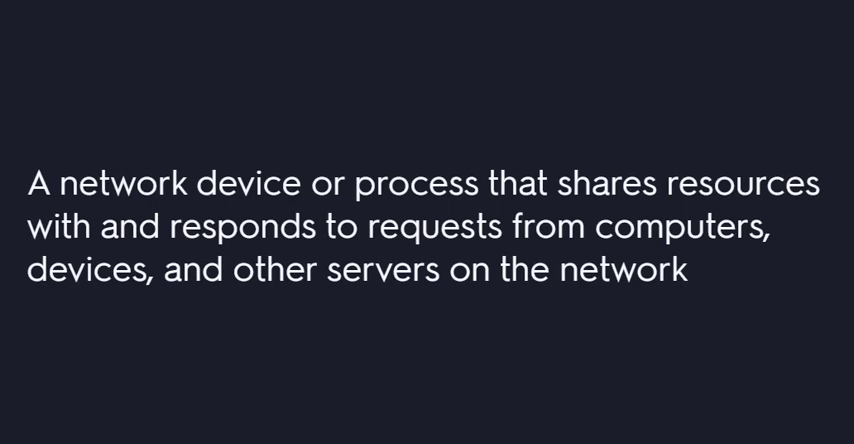 A network device or process that shares resources
with and responds to requests from computers,
devices, and other servers on the network